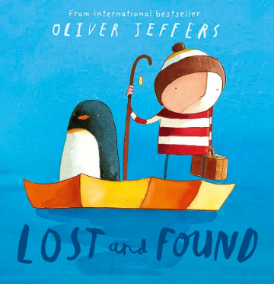 From international bestseller
OLIVER JEFFERS
LOST and FOUND